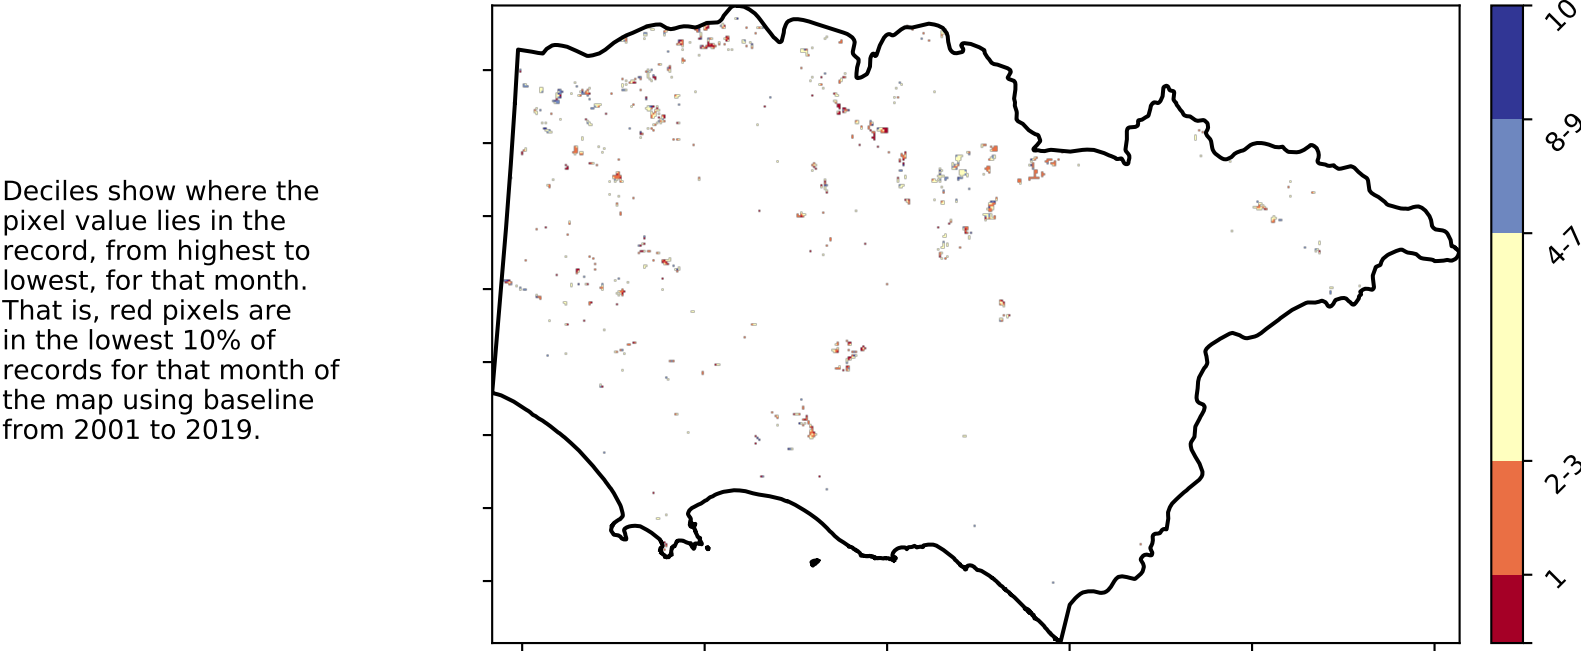 Deciles show where the
pixel value lies in the
record, from highest to
lowest, for that month.
That is, red pixels are
in the lowest 10% of
records for that month of
the map using baseline
from 2001 to 2019.
10
8-9
4-7
2-3
1